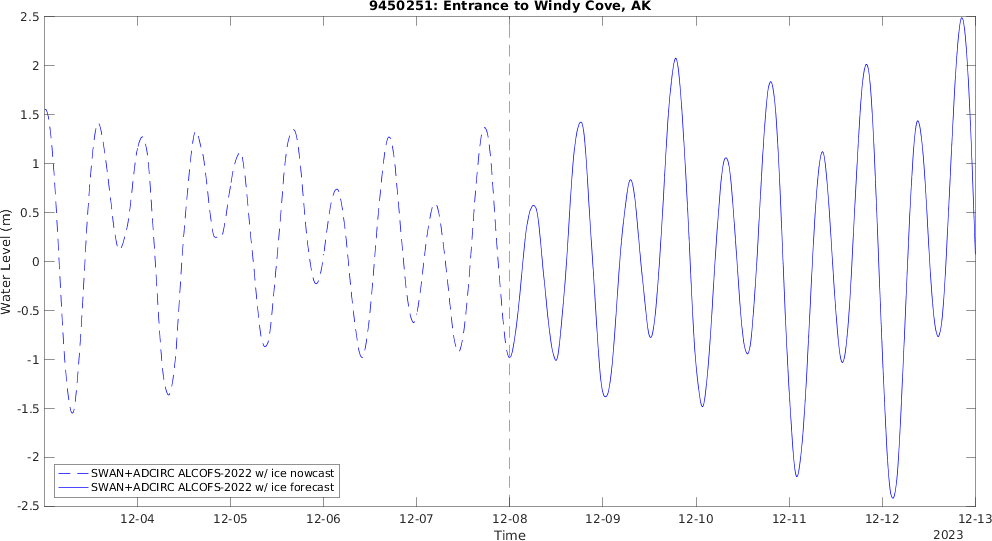 9450251: Entrance to Windy Cove, AK
Water Level (m)
2.5
2
1.5
1
0.5
0
-0.5
-1
-1.5
-2
-2.5
SWAN+ADCIRC ALCOFS-2022 w/ ice nowcast
SWAN+ADCIRC ALCOFS-2022 w/ ice forecast
12-04 12-05 12-06 12-07 12-08 12-09 12-10 12-11 12-12 12-13
Time
2023